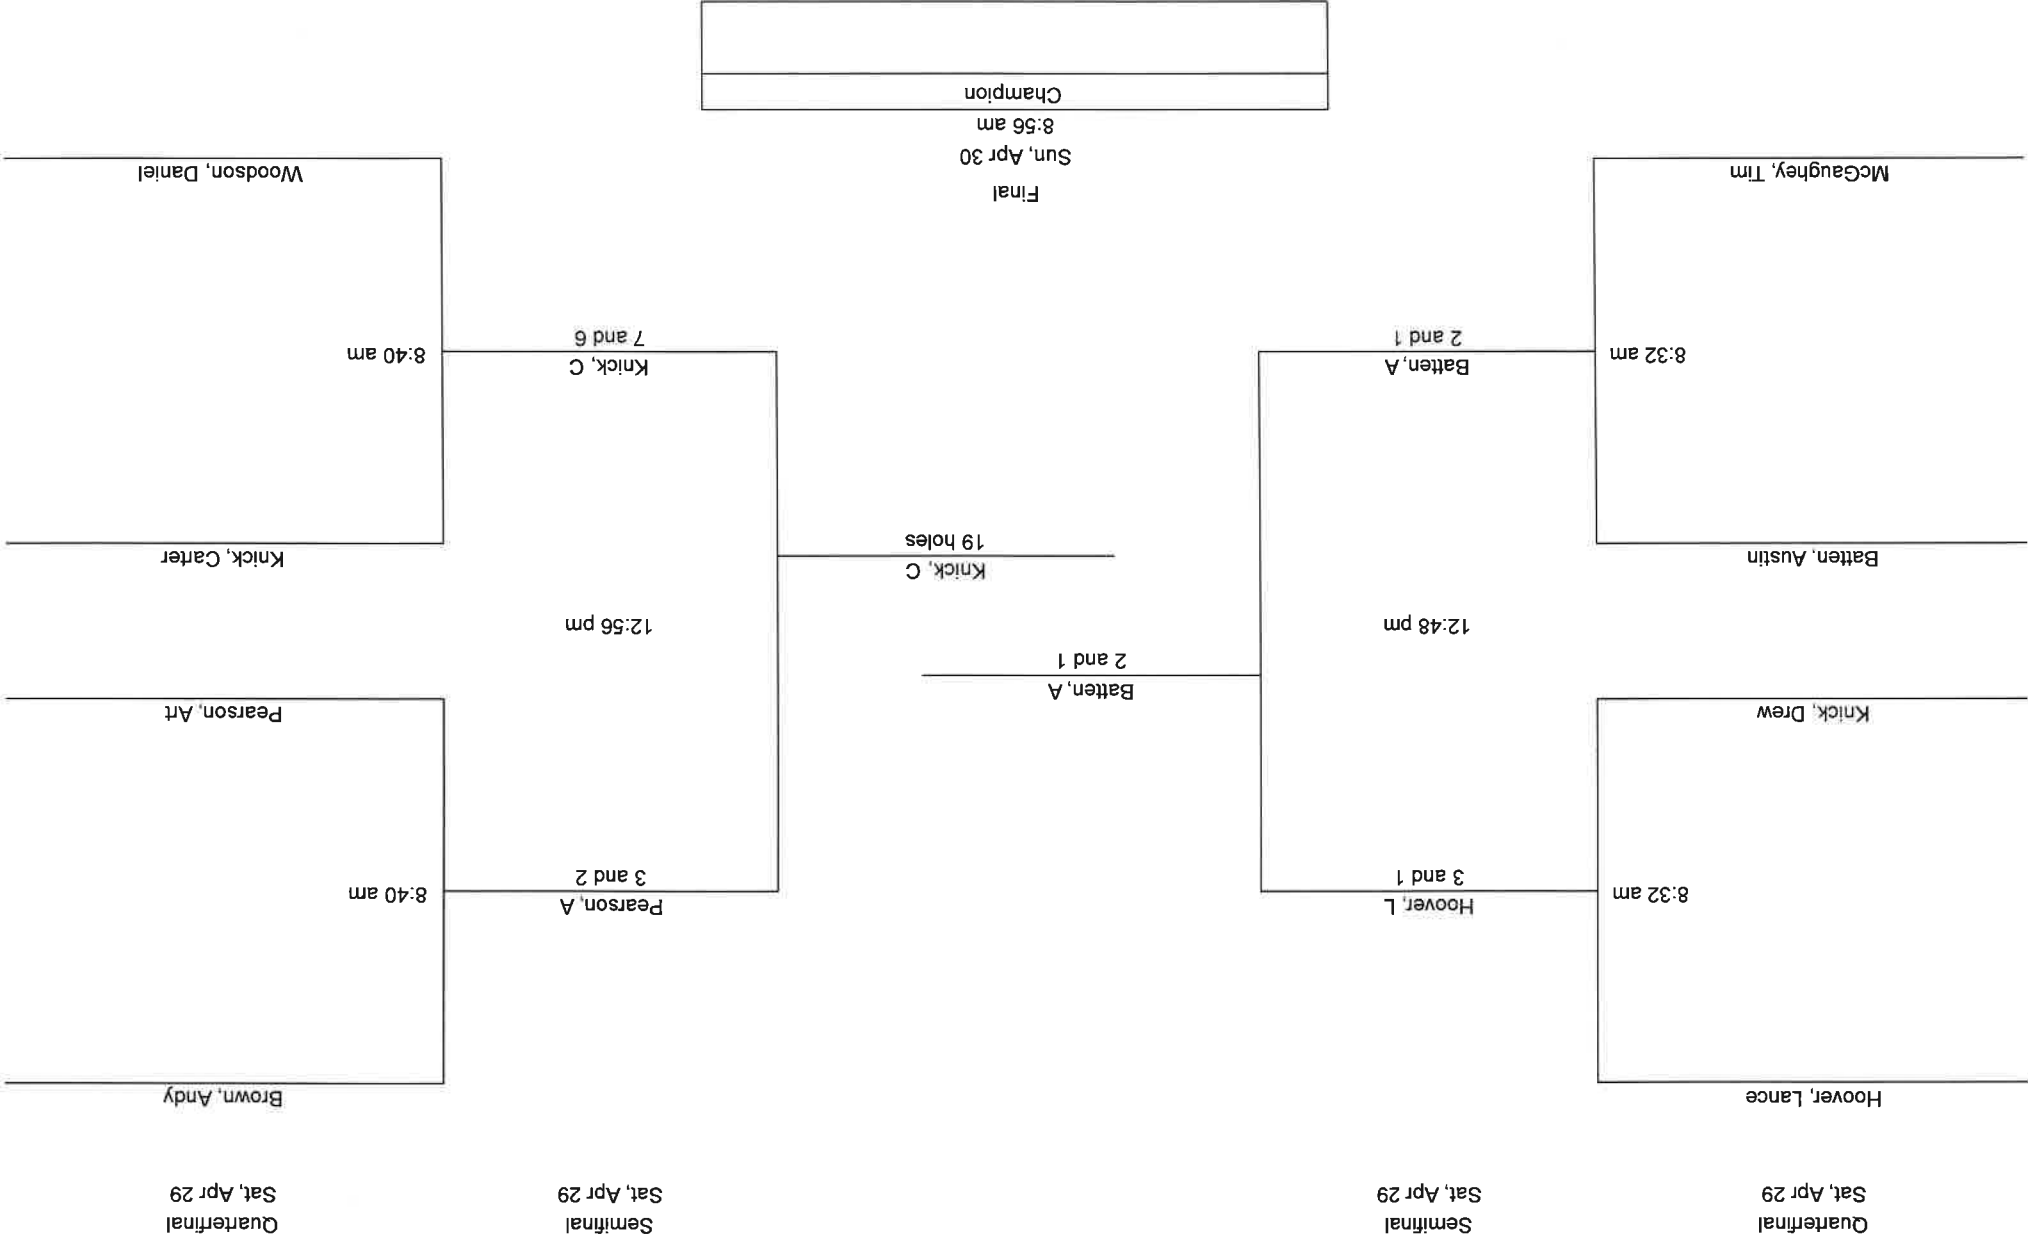 Quarterfinal
Sat, Apr 29
Semifinal
Sat, Apr 29
Semifinal
Sat, Apr 29
Quarterfinal
Sat, Apr 29
Hoover, Lance
8:32 am
Knick, Drew
Hoover, L
3 and 1
12:48 pm
Batten, Austin
8:32 am
McGaughey, Tim
Batten, A
2 and 1
Batten, A
2 and 1
Knick, C
19 holes
Brown, Andy
8:40 am
Pearson, Art
Pearson, A
3 and 2
12:56 pm
Knick, Carter
8:40 am
Woodson, Daniel
Knick, C
7 and 6
Final
Sun, Apr 30
8:56 am
Champion